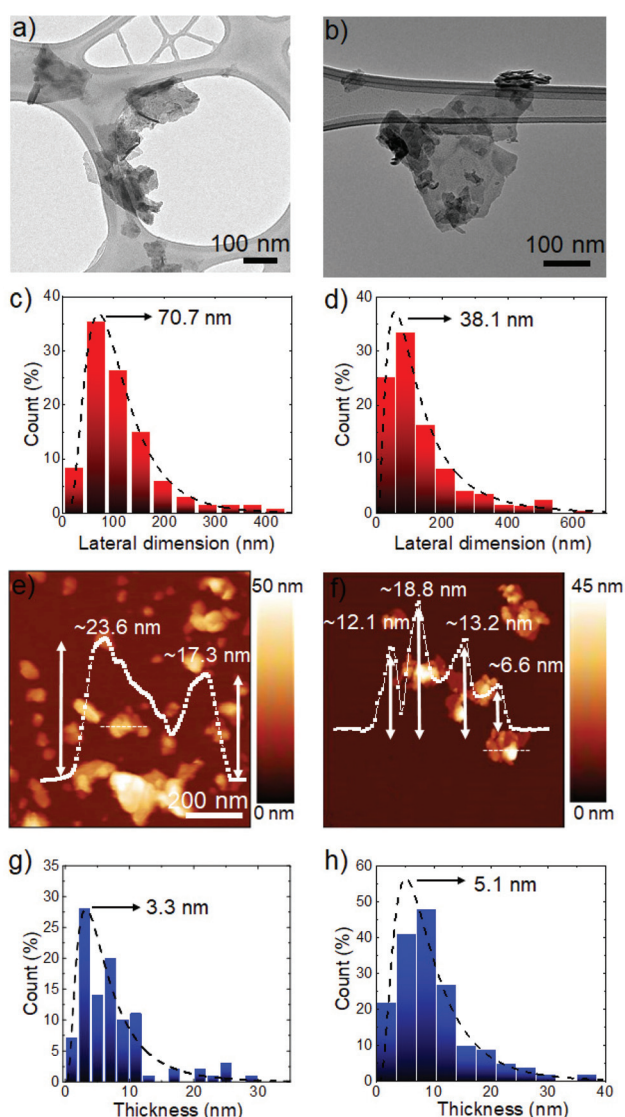 a)
100 nm
b)
100 nm
c)
40
30
20
10
0
Count (%)
70.7 nm
0 100 200 300 400
Lateral dimension (nm)
d)
40
30
20
10
0
Count (%)
38.1 nm
0 200 400 600
Lateral dimension (nm)
e)
~23.6 nm
~17.3 nm
200 nm
50 nm
0 nm
f)
~18.8 nm
~12.1 nm
~13.2 nm
~6.6 nm
45 nm
0 nm
g)
35
30
25
20
15
10
5
0
Count (%)
3.3 nm
0 10 20 30
Thickness (nm)
h)
60
50
40
30
20
10
0
Count (%)
5.1 nm
0 10 20 30 40
Thickness (nm)